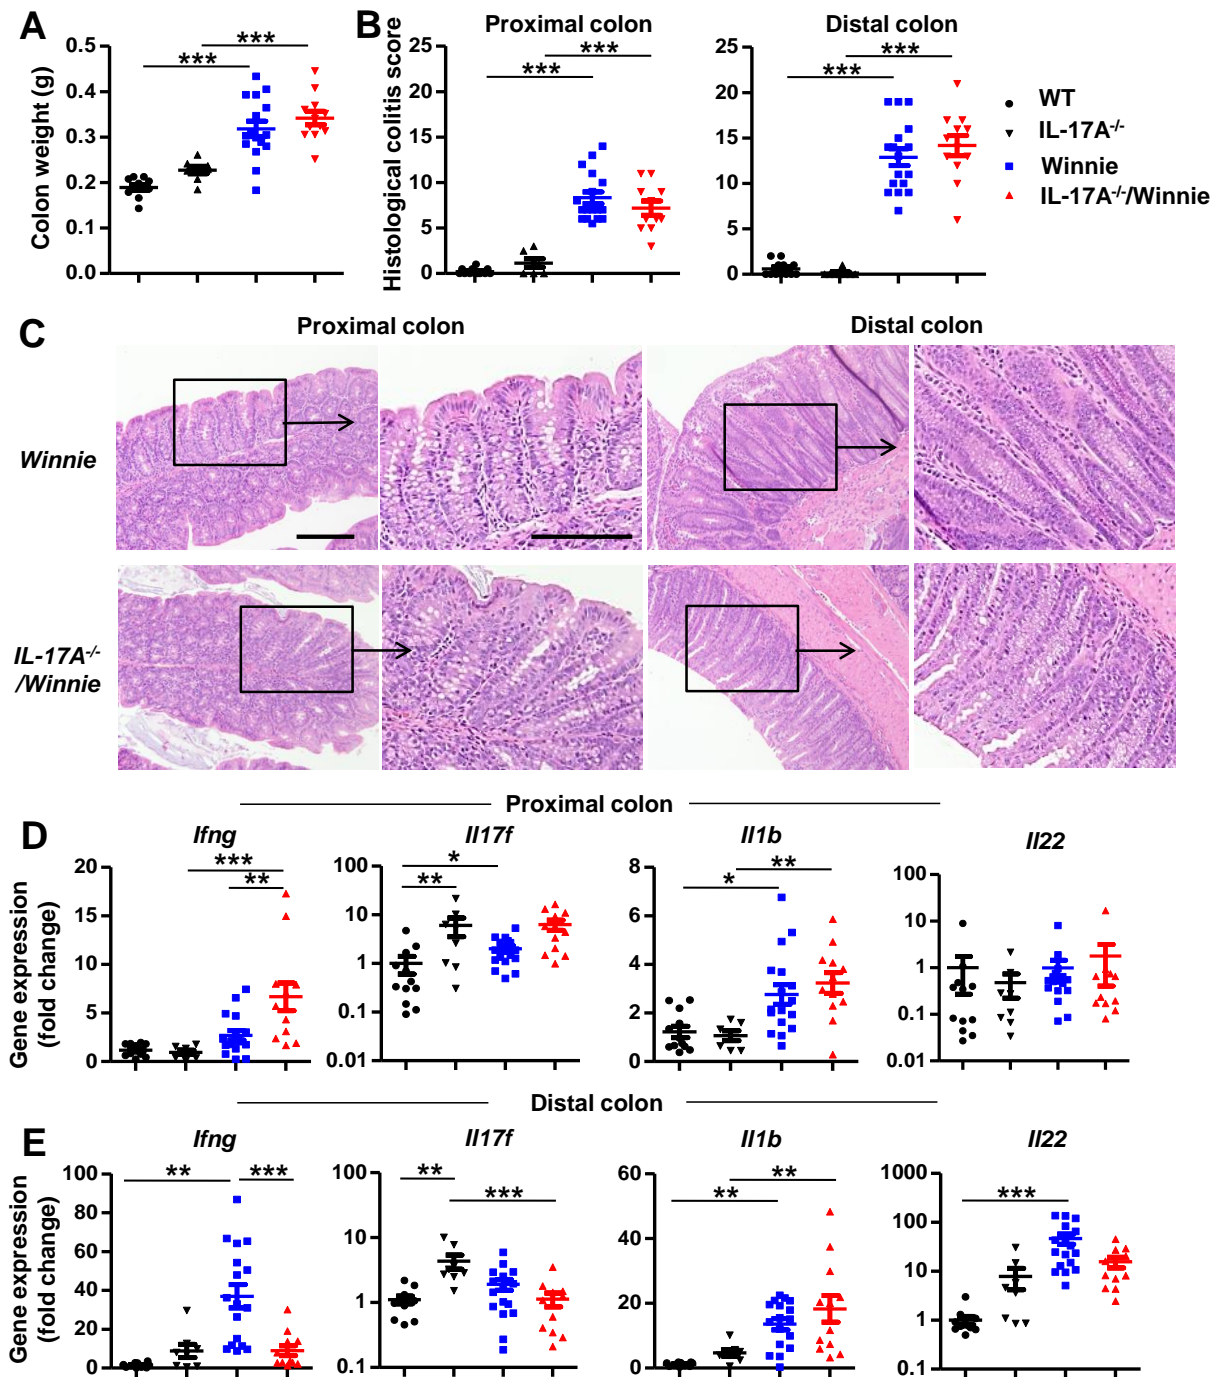 A
B
Proximal colon
Distal colon
Colon weight (g)
0.5
0.4
0.3
0.2
0.1
0.0
***
***
Histological colitis score
25
20
15
10
5
0
***
***
25
20
15
10
5
0
***
***
WT
IL-17A-/-
Winnie
IL-17A-/-/Winnie
C
Proximal colon
Distal colon
Winnie
IL-17A-/-
/Winnie
Proximal colon
D
Gene expression
(fold change)
Ifng
20
15
10
5
0
***
**
Il17f
100
10
1
0.1
0.01
*
**
Il1b
8
6
4
2
0
**
*
Il22
100
10
1
0.1
0.01
Distal colon
E
Gene expression
(fold change)
Ifng
100
80
60
40
20
0
**
***
Il17f
100
10
1
0.1
**
***
Il1b
60
40
20
0
**
**
Il22
1000
100
10
1
0.1
***